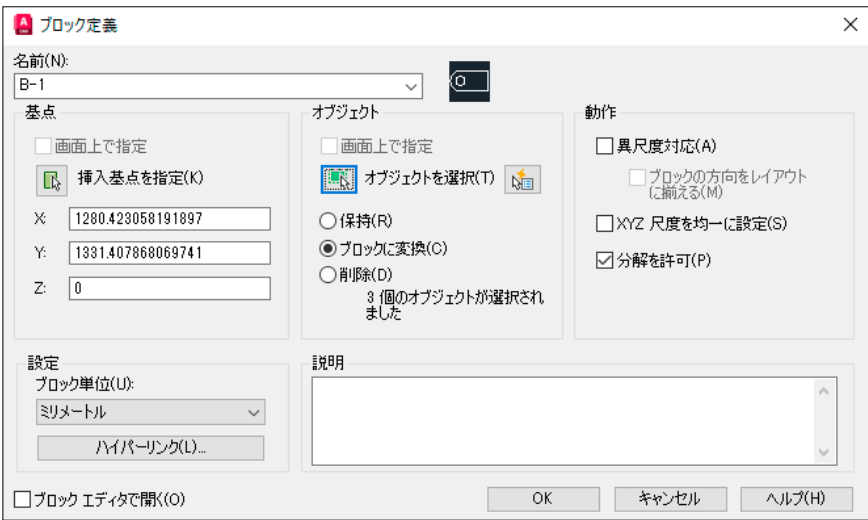 A
CAD
ブロック定義
名前(N):
B-1
基点
画面上で指定
挿入基点を指定(K)
X: 1280.423058191897
Y: 1331.407868069741
Z: 0
オブジェクト
画面上で指定
オブジェクトを選択(T)
保持(R)
ブロックに変換(C)
削除(D)
3 個のオブジェクトが選択され
ました
動作
異尺度対応(A)
ブロックの方向をレイアウト
に揃える(M)
XYZ 尺度を均一に設定(S)
分解を許可(P)
設定
ブロック単位(U):
ミリメートル
ハイパーリンク(L)...
説明
ブロック エディタで開く(O)
OK
キャンセル
ヘルプ(H)